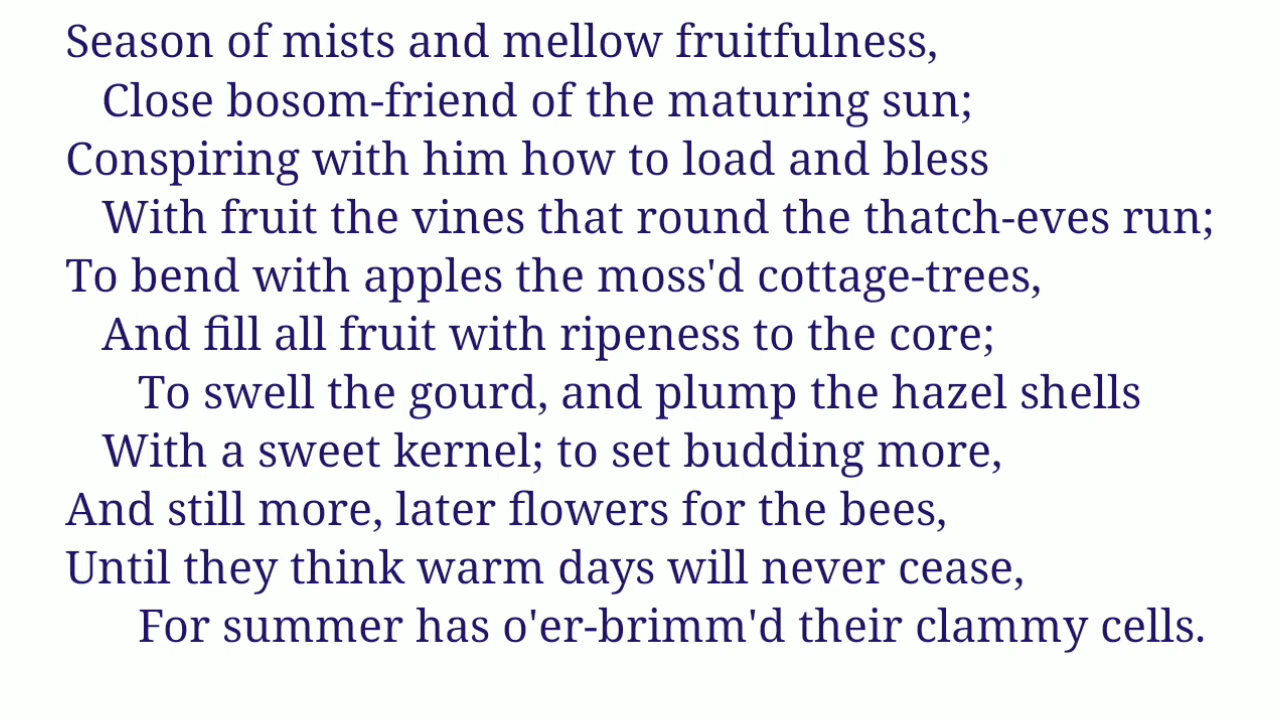 Season of mists and mellow fruitfulness,
Close bosom-friend of the maturing sun;
Conspiring with him how to load and bless
With fruit the vines that round the thatch-eves run;
To bend with apples the moss'd cottage-trees,
And fill all fruit with ripeness to the core;
To swell the gourd, and plump the hazel shells
With a sweet kernel; to set budding more,
And still more, later flowers for the bees,
Until they think warm days will never cease,
For summer has o'er-brimm'd their clammy cells.